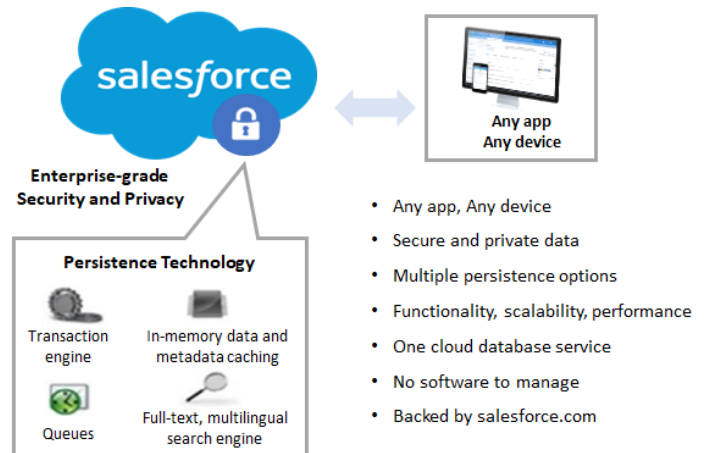 salesforce
Any app
Any device
Enterprise-grade
Security and Privacy
Persistence Technology
Transaction
engine
In-memory data and
metadata caching
Queues
Full-text, multilingual
search engine
• Any app, Any device
• Secure and private data
• Multiple persistence options
• Functionality, scalability, performance
• One cloud database service
• No software to manage
• Backed by salesforce.com